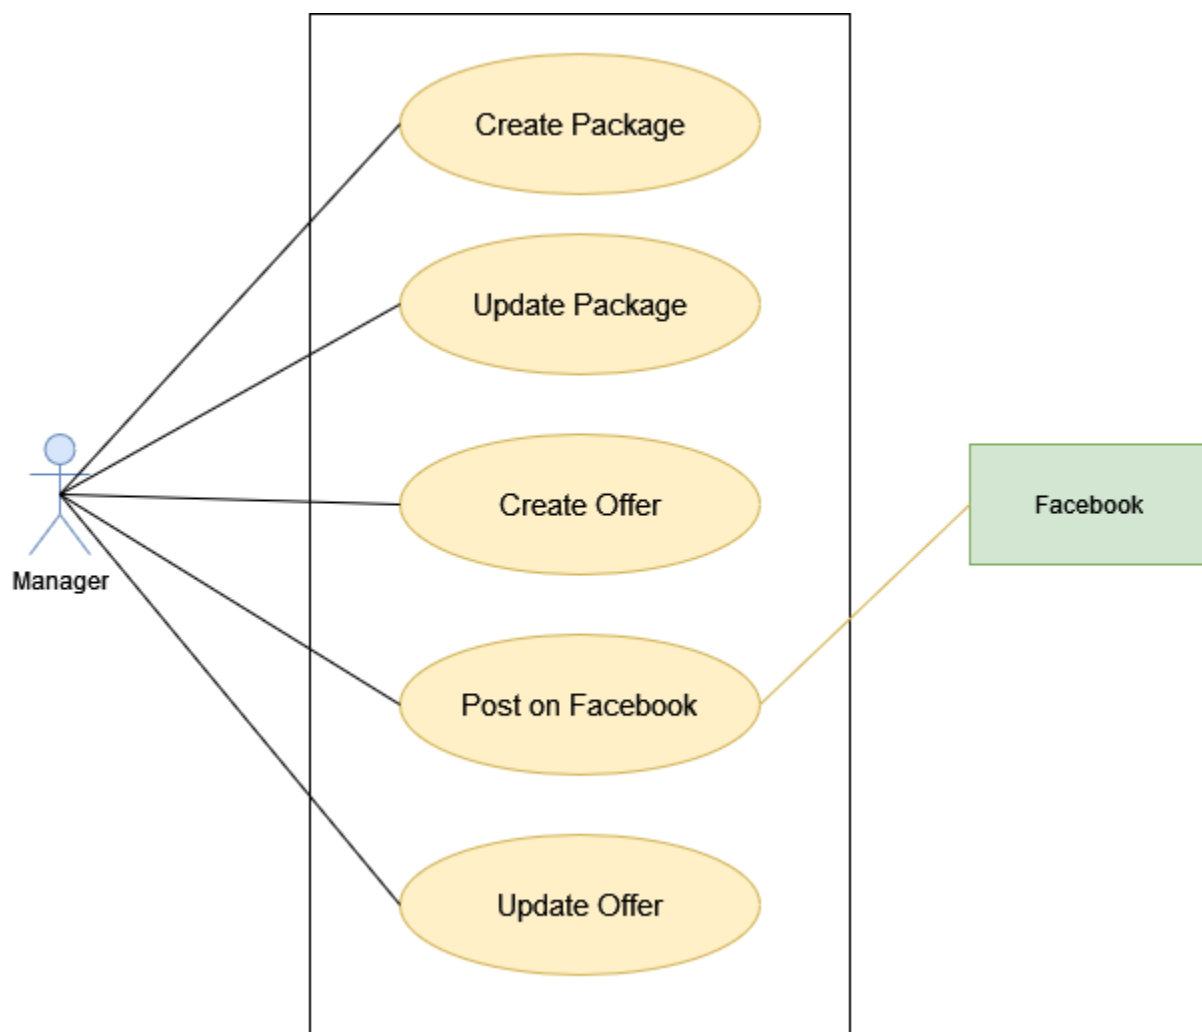 Create Package
Update Package
Create Offer
Facebook
Manager
Post on Facebook
Update Offer